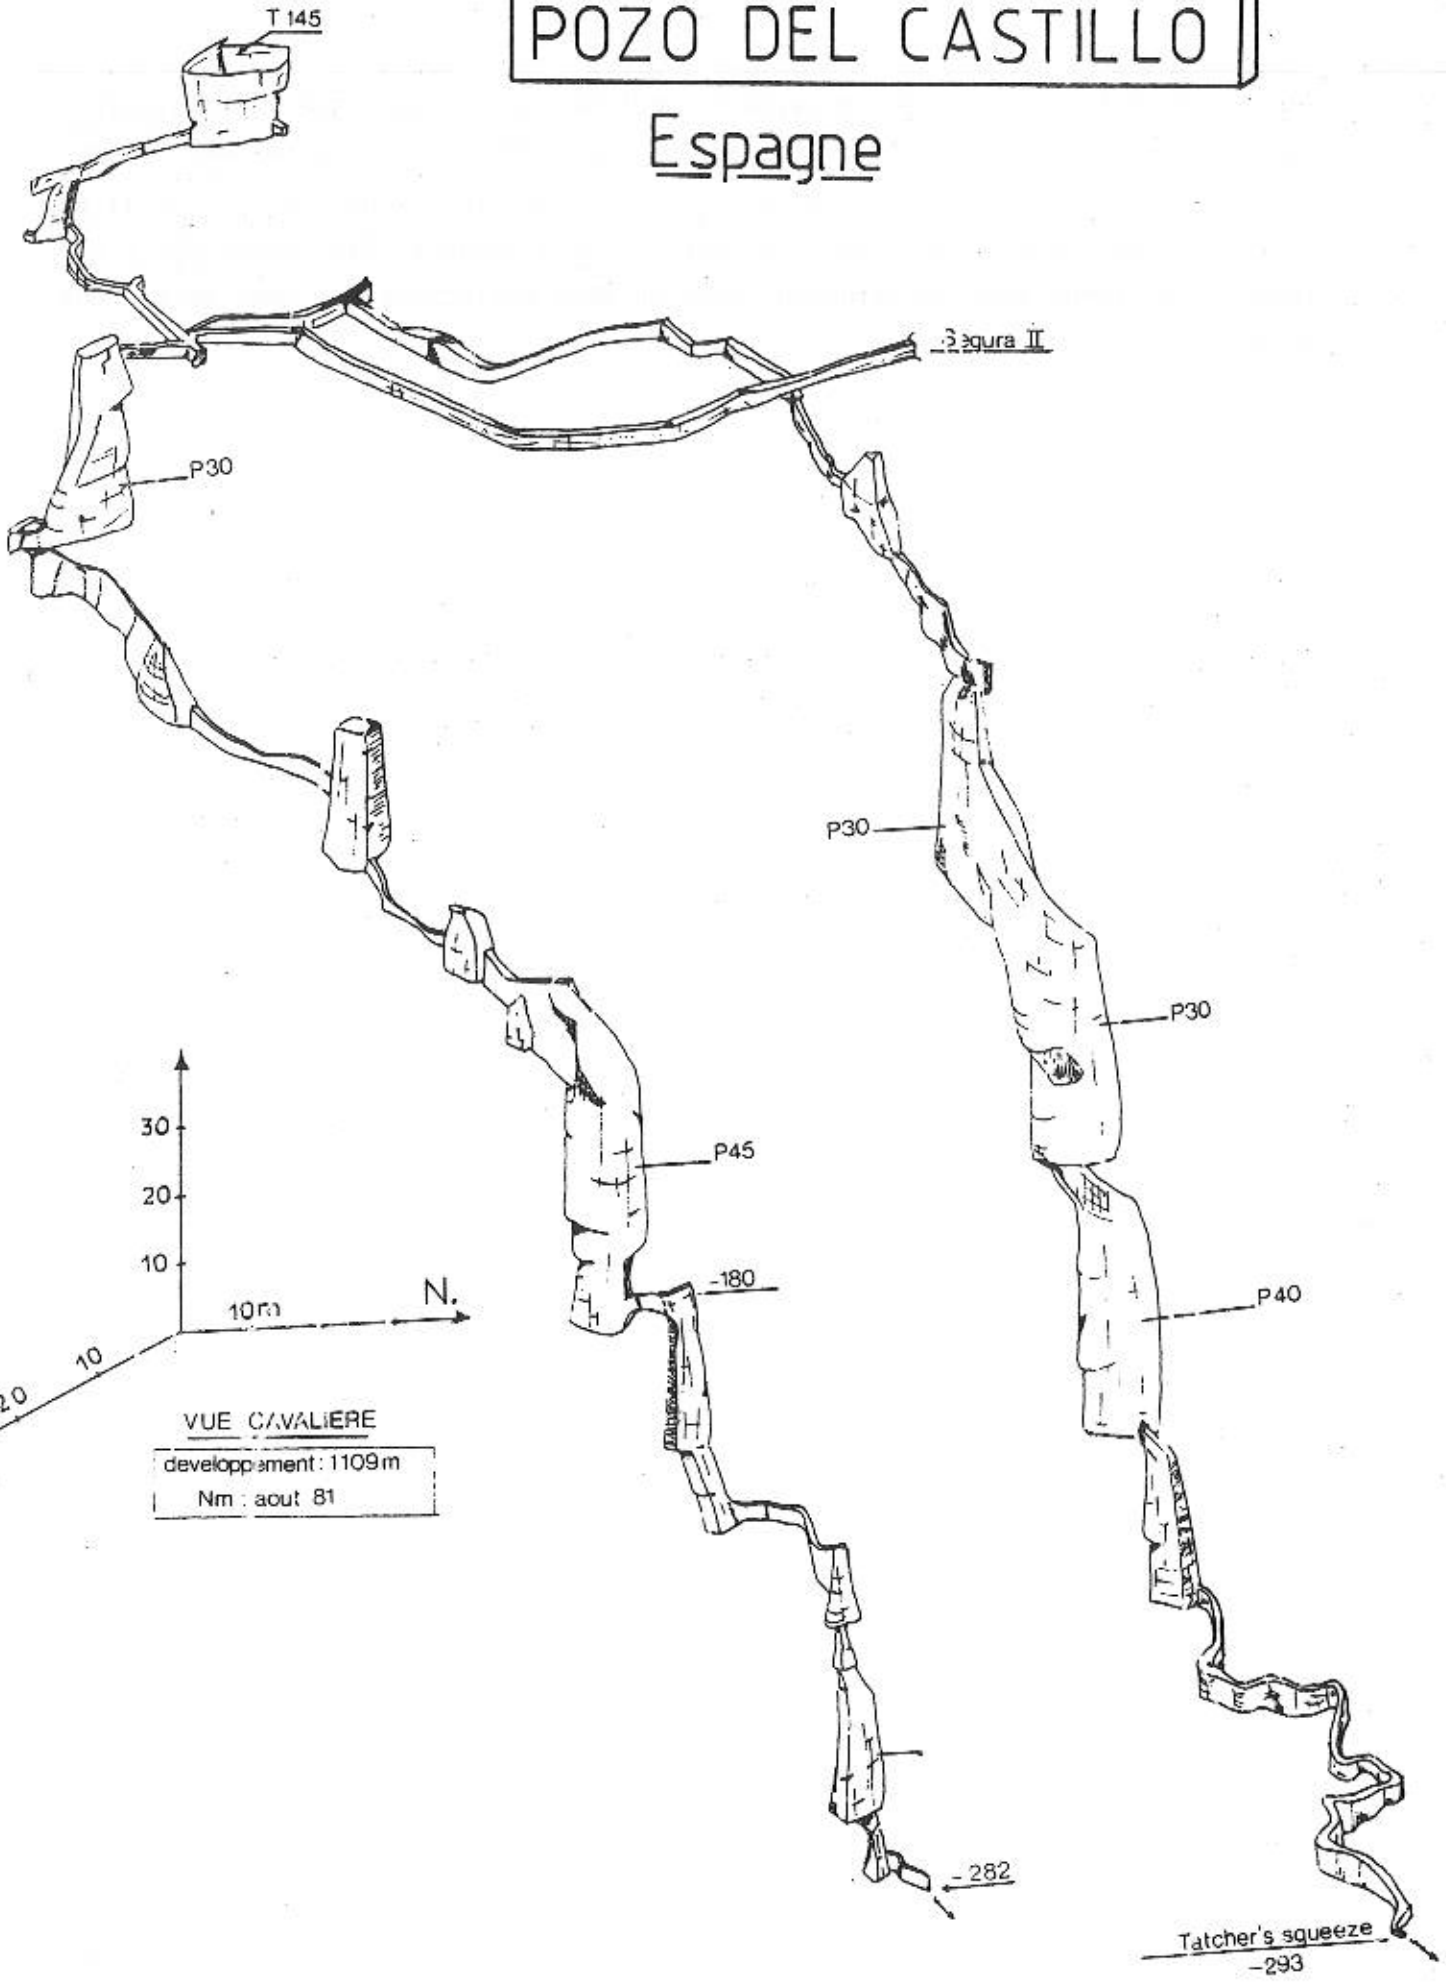 T 145
POZO DEL CASTILLO
Espagne
Segura II
P30
P30
P30
P45
30
20
10
-180
10m
N.
P40
10
20
VUE CAVALIERE
developpement : 1109m
Nm : aout 81
-282
Tatcher's squeeze
-293